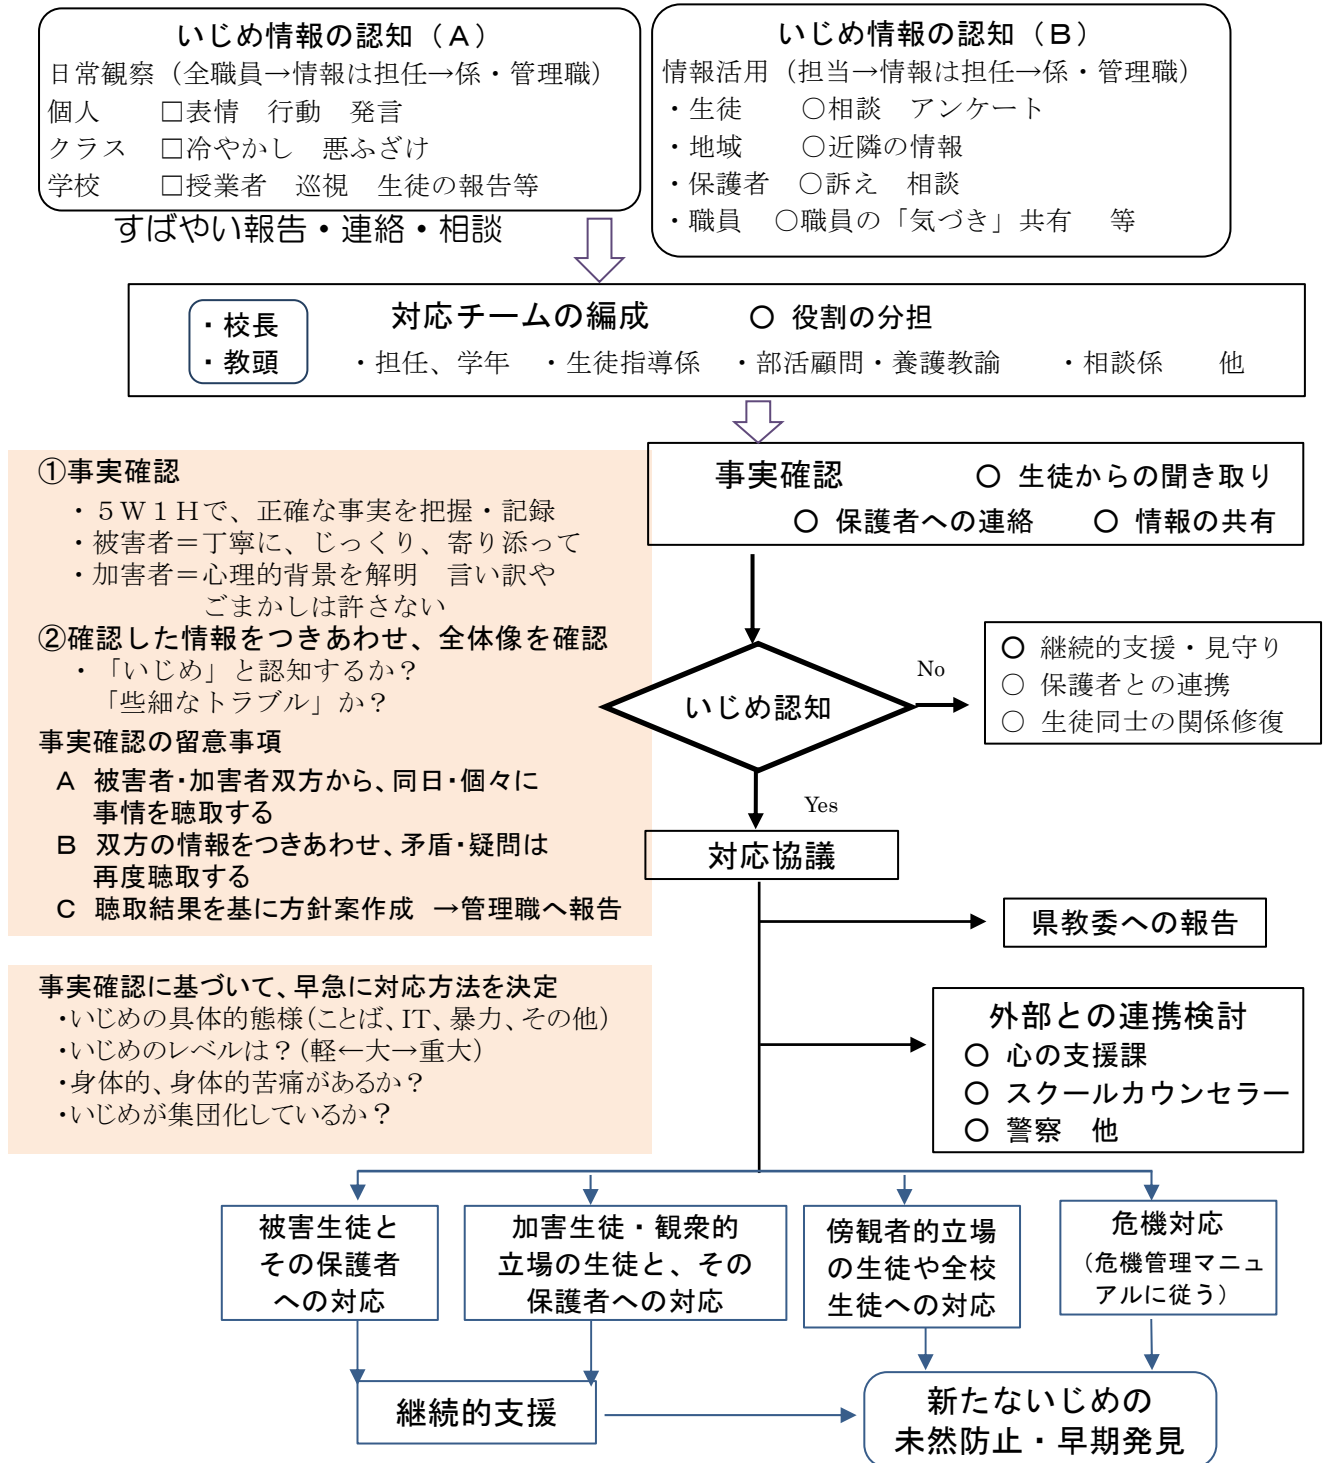 いじめ情報の認知（Ａ）
日常観察（全職員→情報は担任→係・管理職）
個人　　□表情　行動　発言
クラス　□冷やかし　悪ふざけ
学校　　□授業者　巡視　生徒の報告等
いじめ情報の認知（Ｂ）
情報活用（担当→情報は担任→係・管理職）
・生徒　　○相談　アンケート
・地域　　○近隣の情報
・保護者　○訴え　相談
・職員　○職員の「気づき」共有　等
すばやい報告・連絡・相談
・校長
・教頭
対応チームの編成　　○ 役割の分担
・担任、学年　・生徒指導係　・部活顧問・養護教諭　　・相談係　　他
①事実確認
・５Ｗ１Ｈで、正確な事実を把握・記録
・被害者＝丁寧に、じっくり、寄り添って
・加害者＝心理的背景を解明　言い訳や
ごまかしは許さない
②確認した情報をつきあわせ、全体像を確認
・「いじめ」と認知するか？
「些細なトラブル」か？
事実確認の留意事項
Ａ 被害者・加害者双方から、同日・個々に
事情を聴取する
Ｂ 双方の情報をつきあわせ、矛盾・疑問は
再度聴取する
Ｃ 聴取結果を基に方針案作成　→管理職へ報告
事実確認　　○ 生徒からの聞き取り
○ 保護者への連絡　○ 情報の共有
いじめ認知
No
○ 継続的支援・見守り
○ 保護者との連携
○ 生徒同士の関係修復
Yes
対応協議
県教委への報告
事実確認に基づいて、早急に対応方法を決定
・いじめの具体的態様（ことば、IT、暴力、その他）
・いじめのレベルは？（軽←大→重大）
・身体的、身体的苦痛があるか？
・いじめが集団化しているか？
外部との連携検討
○ 心の支援課
○ スクールカウンセラー
○ 警察　他
被害生徒と
その保護者
への対応
加害生徒・観衆的
立場の生徒と、その
保護者への対応
傍観者的立場
の生徒や全校
生徒への対応
危機対応
（危機管理マニュ
アルに従う）
継続的支援
新たないじめの
未然防止・早期発見